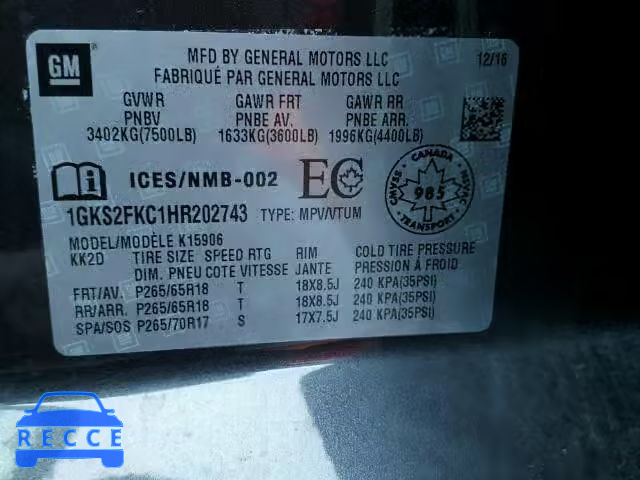 GM
MFD BY GENERAL MOTORS LLC 12/16
FABRIQUÉ PAR GENERAL MOTORS LLC
GVWR GAWR FRT GAWR RR
PNBV PNBE AV. PNBE ARR.
3402KG(7500LB) 1633KG(3600LB) 1996KG(4400LB)
ICES/NMB-002 EC
CANADA
CMVSS 985 NSVAC
TRANSPORT
1GKS2FKC1HR202743 TYPE: MPV/VTUM
MODEL/MODÈLE K15906
KK2D TIRE SIZE SPEED RTG RIM COLD TIRE PRESSURE
DIM. PNEU COTE VITESSE JANTE PRESSION À FROID
FRT/AV. P265/65R18 T 18X8.5J 240 KPA(35PSI)
RR/ARR. P265/65R18 T 18X8.5J 240 KPA(35PSI)
SPA/SOS P265/70R17 S 17X7.5J 240 KPA(35PSI)
RECCE